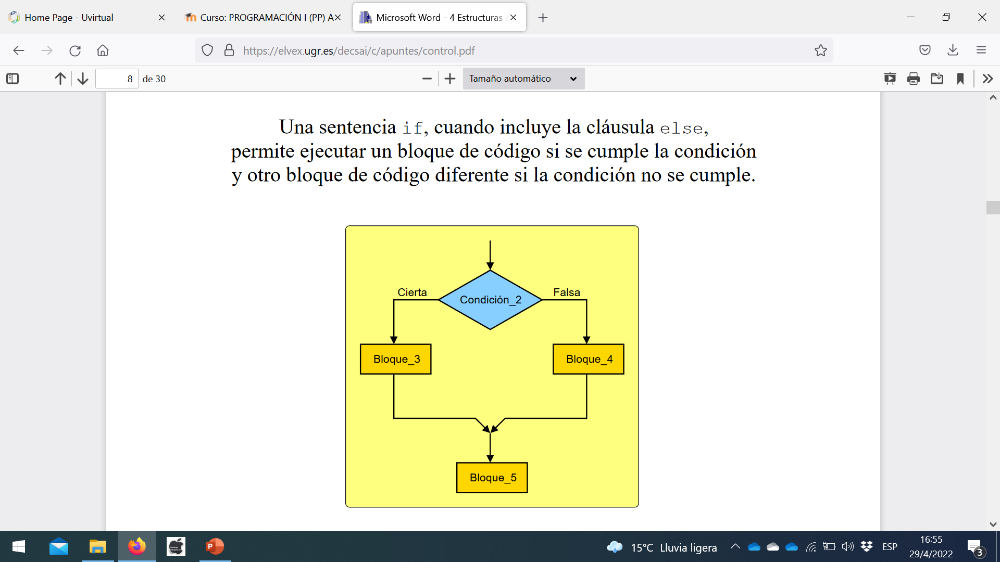 Home Page - Uvirtual
Curso: PROGRAMACIÓN I (PP) A
Microsoft Word - 4 Estructuras
https://elvex.ugr.es/decsai/c/apuntes/control.pdf
8 de 30
Tamaño automático
Una sentencia if, cuando incluye la cláusula else,
permite ejecutar un bloque de código si se cumple la condición
y otro bloque de código diferente si la condición no se cumple.
Cierta
Condición_2
Falsa
Bloque_3
Bloque_4
Bloque_5
P
15°C Lluvia ligera
ESP
16:55
29/4/2022
3